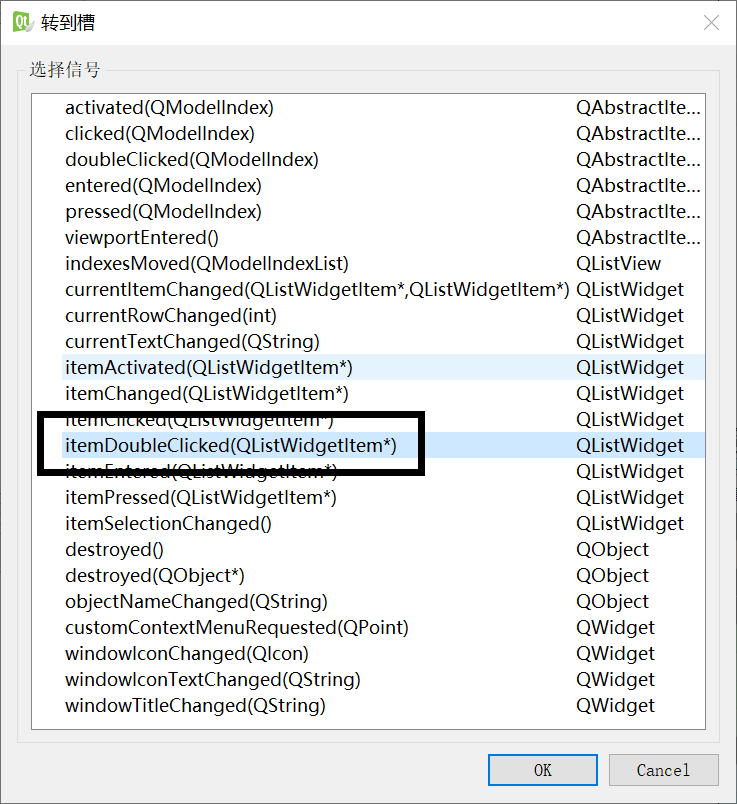 转到槽
选择信号
activated(QModelIndex) QAbstractIte...
clicked(QModelIndex) QAbstractIte...
doubleClicked(QModelIndex) QAbstractIte...
entered(QModelIndex) QAbstractIte...
pressed(QModelIndex) QAbstractIte...
viewportEntered() QAbstractIte...
indexesMoved(QModelIndexList) QListView
currentItemChanged(QListWidgetItem*,QListWidgetItem*) QListWidget
currentRowChanged(int) QListWidget
currentTextChanged(QString) QListWidget
itemActivated(QListWidgetItem*) QListWidget
itemChanged(QListWidgetItem*) QListWidget
itemClicked(QListWidgetItem*) QListWidget
itemDoubleClicked(QListWidgetItem*) QListWidget
itemEntered(QListWidgetItem*) QListWidget
itemPressed(QListWidgetItem*) QListWidget
itemSelectionChanged() QListWidget
destroyed() QObject
destroyed(QObject*) QObject
objectNameChanged(QString) QObject
customContextMenuRequested(QPoint) QWidget
windowIconChanged(QIcon) QWidget
windowIconTextChanged(QString) QWidget
windowTitleChanged(QString) QWidget
OK Cancel